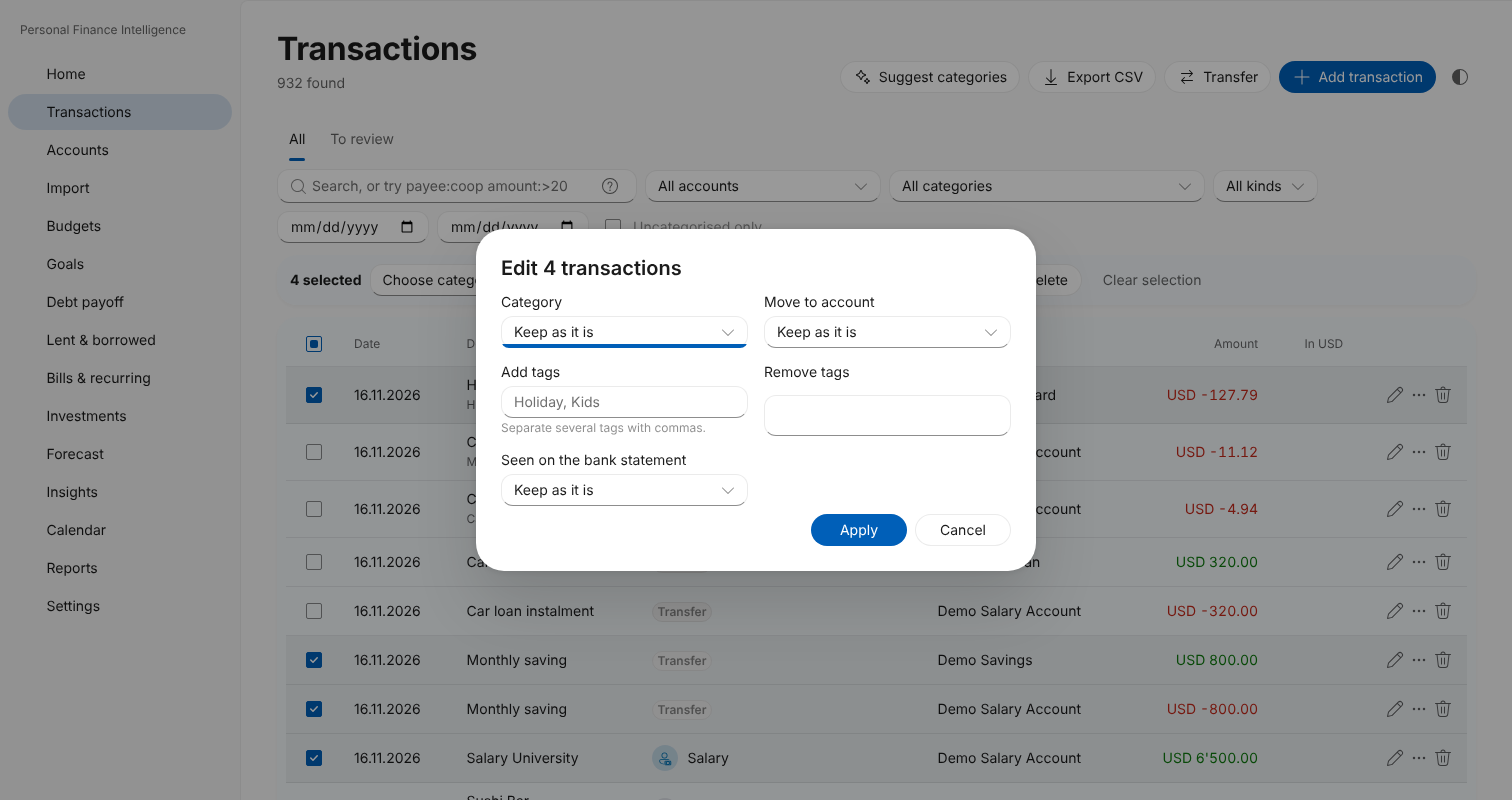 Personal Finance Intelligence
Home
Transactions
Accounts
Import
Budgets
Goals
Debt payoff
Lent & borrowed
Bills & recurring
Investments
Forecast
Insights
Calendar
Reports
Settings
Transactions
932 found
Suggest categories
Export CSV
Transfer
Add transaction
All
To review
Search, or try payee:coop amount:>20
All accounts
All categories
All kinds
mm/dd/yyyy
mm/dd/yyyy
Uncategorised only
4 selected
Clear selection
Edit 4 transactions
Category
Move to account
Keep as it is
Keep as it is
Add tags
Remove tags
Holiday, Kids
Separate several tags with commas.
Seen on the bank statement
Keep as it is
Apply
Cancel
Date
Amount
In USD
16.11.2026 USD -127.79
16.11.2026 USD -11.12
16.11.2026 USD -4.94
16.11.2026 USD 320.00
16.11.2026 Car loan instalment Transfer Demo Salary Account USD -320.00
16.11.2026 Monthly saving Transfer Demo Savings USD 800.00
16.11.2026 Monthly saving Transfer Demo Salary Account USD -800.00
16.11.2026 Salary University Salary Demo Salary Account USD 6'500.00